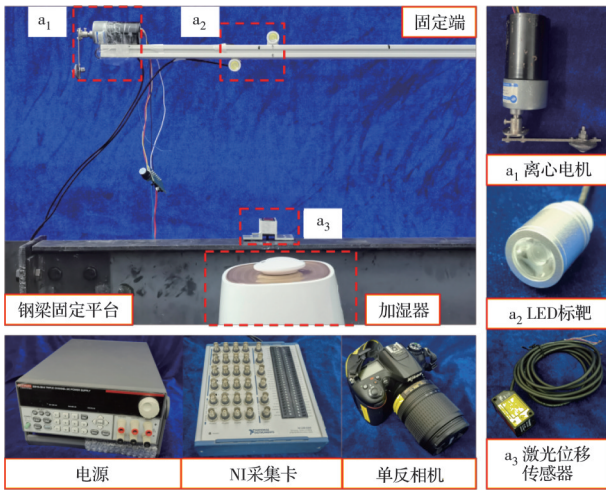 a₁
a₂
固定端
a₃
钢梁固定平台
加湿器
a₁ 离心电机
a₂ LED标靶
a₃ 激光位移
传感器
电源
NI采集卡
单反相机